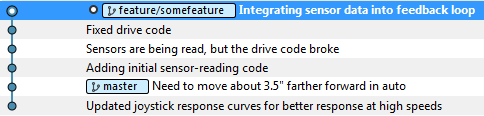 feature/somefeature Integrating sensor data into feedback loop
Fixed drive code
Sensors are being read, but the drive code broke
Adding initial sensor-reading code
master Need to move about 3.5" farther forward in auto
Updated joystick response curves for better response at high speeds